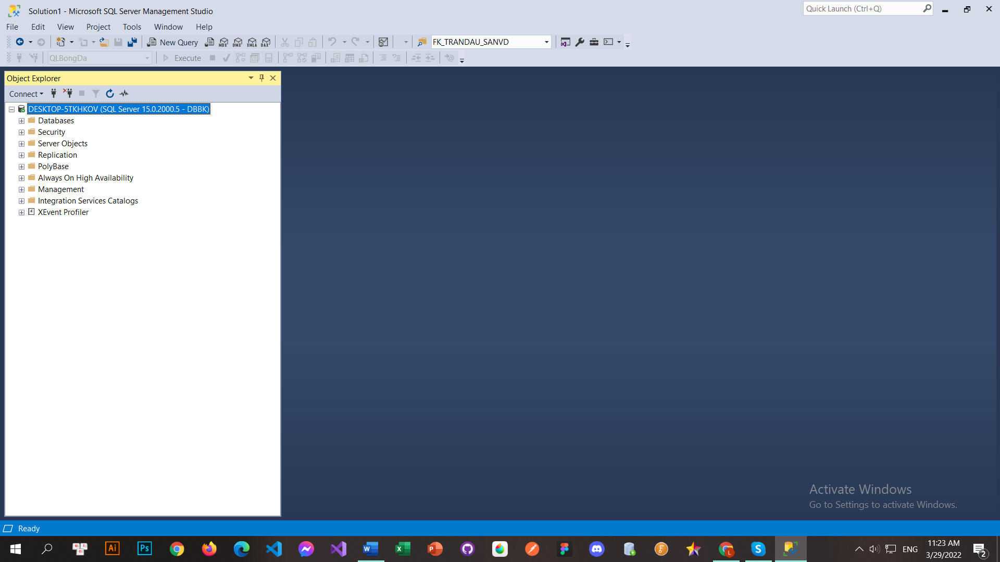 Solution1 - Microsoft SQL Server Management Studio
Quick Launch (Ctrl+Q)
File Edit View Project Tools Window Help
New Query MDX DMX XMLA DAX FK_TRANDAU_SANVD
QLBongDa Execute
Object Explorer
Connect
DESKTOP-5TKHKOV (SQL Server 15.0.2000.5 - DBBK)
Databases
Security
Server Objects
Replication
PolyBase
Always On High Availability
Management
Integration Services Catalogs
XEvent Profiler
Activate Windows
Go to Settings to activate Windows.
Ready
Ai Ps ENG
11:23 AM
3/29/2022
2